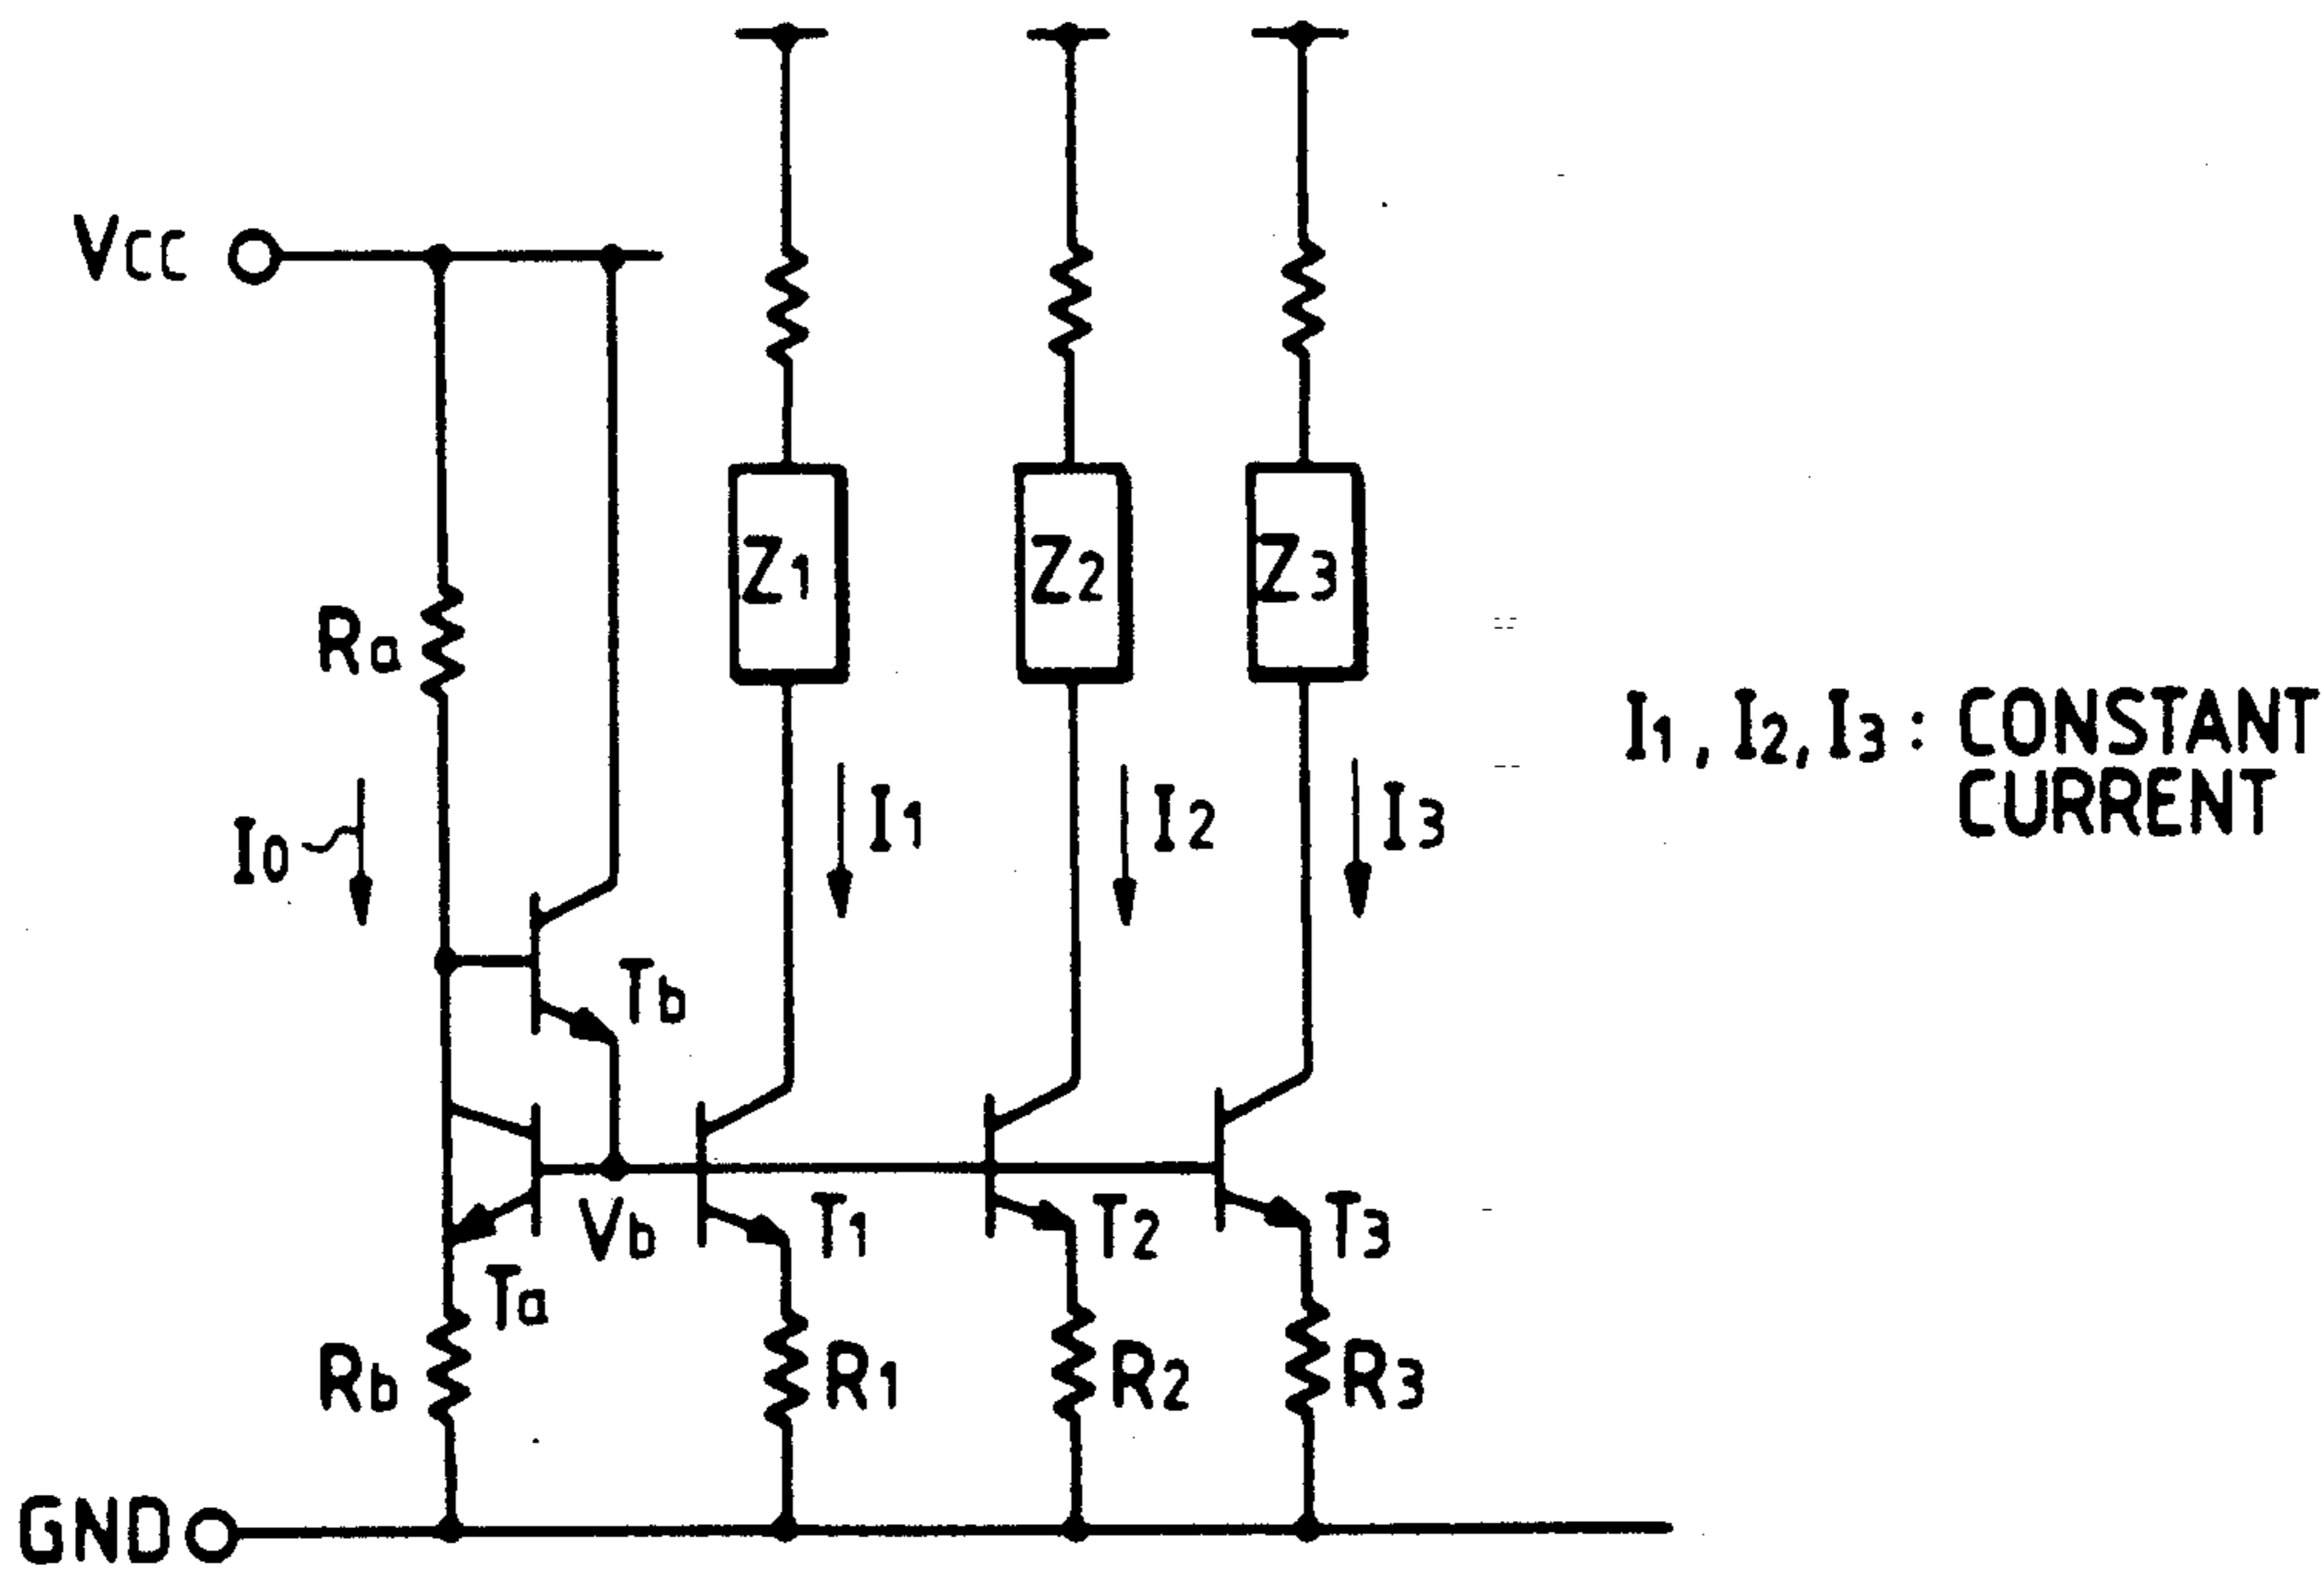 Vcc
Z1
Z2
Z3
Ra
I1, I2, I3 : CONSTANT
CURRENT
I0
I1
I2
I3
Tb
Vb
T1
T2
T3
Ta
Rb
R1
R2
R3
GND